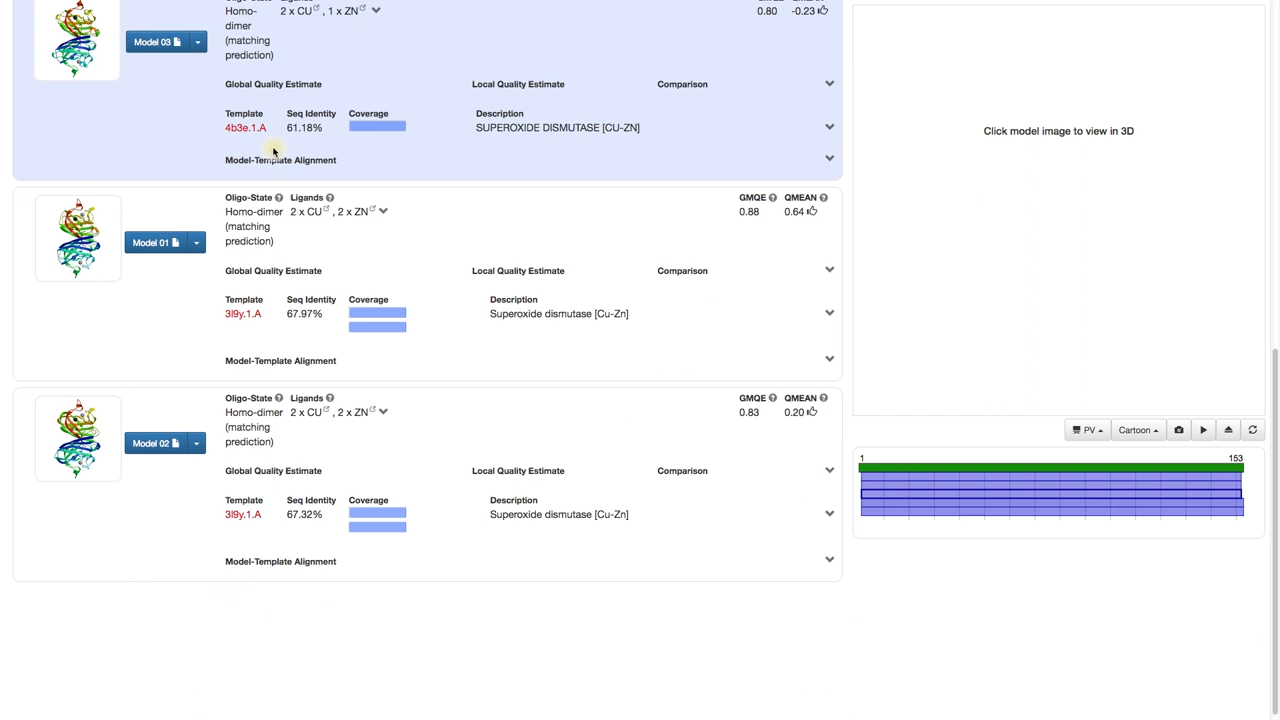 Homo-
dimer
(matching
prediction)
2 x CU , 1 x ZN
0.80 -0.23
Model 03
Global Quality Estimate Local Quality Estimate Comparison
Template Seq Identity Coverage Description
4b3e.1.A 61.18% SUPEROXIDE DISMUTASE [CU-ZN]
Model-Template Alignment
Oligo-State Ligands GMQE QMEAN
Homo-dimer 2 x CU , 2 x ZN 0.88 0.64
(matching
prediction)
Model 01
Global Quality Estimate Local Quality Estimate Comparison
Template Seq Identity Coverage Description
3l9y.1.A 67.97% Superoxide dismutase [Cu-Zn]
Model-Template Alignment
Oligo-State Ligands GMQE QMEAN
Homo-dimer 2 x CU , 2 x ZN 0.83 0.20
(matching
prediction)
Model 02
Global Quality Estimate Local Quality Estimate Comparison
Template Seq Identity Coverage Description
3l9y.1.A 67.32% Superoxide dismutase [Cu-Zn]
Model-Template Alignment
Click model image to view in 3D
PV Cartoon
1 153